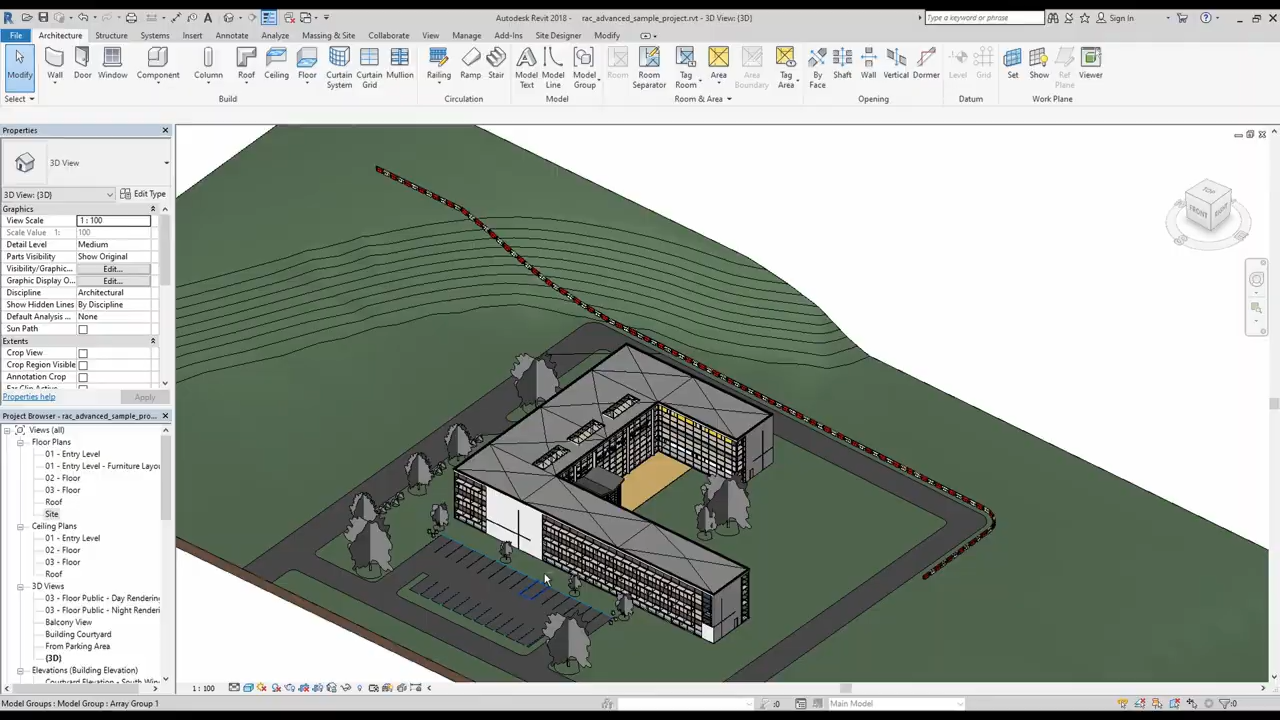 Autodesk Revit 2018 - rac_advanced_sample_project.rvt - 3D View: {3D}
Type a keyword or phrase
Sign In
File Architecture Structure Systems Insert Annotate Analyze Massing & Site Collaborate View Manage Add-Ins Site Designer Modify
Modify Wall Door Window Component Column Roof Ceiling Floor Curtain System Curtain Grid Mullion Railing Ramp Stair Model Text Model Line Model Group Room Room Separator Tag Room Area Area Boundary Tag Area By Face Shaft Wall Vertical Dormer Level Grid Set Show Ref Plane Viewer
Select Build Circulation Model Room & Area Opening Datum Work Plane
Properties
3D View
3D View: {3D} Edit Type
Graphics
View Scale 1 : 100
Scale Value 1: 100
Detail Level Medium
Parts Visibility Show Original
Visibility/Graphic... Edit...
Graphic Display O... Edit...
Discipline Architectural
Show Hidden Lines By Discipline
Default Analysis ... None
Sun Path
Extents
Crop View
Crop Region Visible
Annotation Crop
Far Clip Active
Properties help Apply
Project Browser - rac_advanced_sample_pro...
Views (all)
Floor Plans
01 - Entry Level
01 - Entry Level - Furniture Layou
02 - Floor
03 - Floor
Roof
Site
Ceiling Plans
01 - Entry Level
02 - Floor
03 - Floor
Roof
3D Views
03 - Floor Public - Day Rendering
03 - Floor Public - Night Renderi
Balcony View
Building Courtyard
From Parking Area
{3D}
Elevations (Building Elevation)
Courtyard Elevation - South Win
TOP
FRONT
1 : 100
Model Groups : Model Group : Array Group 1
:0
Main Model
:0